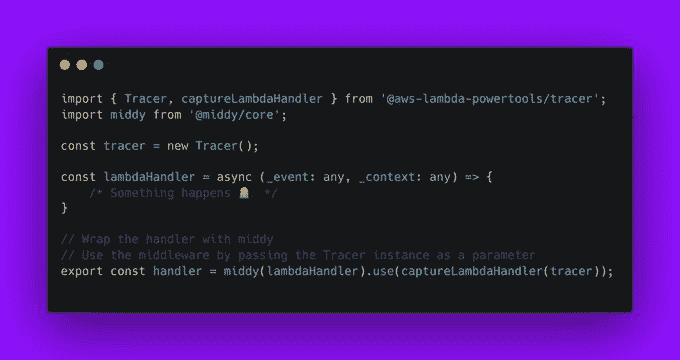 import { Tracer, captureLambdaHandler } from '@aws-lambda-powertools/tracer';
import middy from '@middy/core';
const tracer = new Tracer();
const lambdaHandler = async (_event: any, _context: any) => {
/* Something happens */
}
// Wrap the handler with middy
// Use the middleware by passing the Tracer instance as a parameter
export const handler = middy(lambdaHandler).use(captureLambdaHandler(tracer));